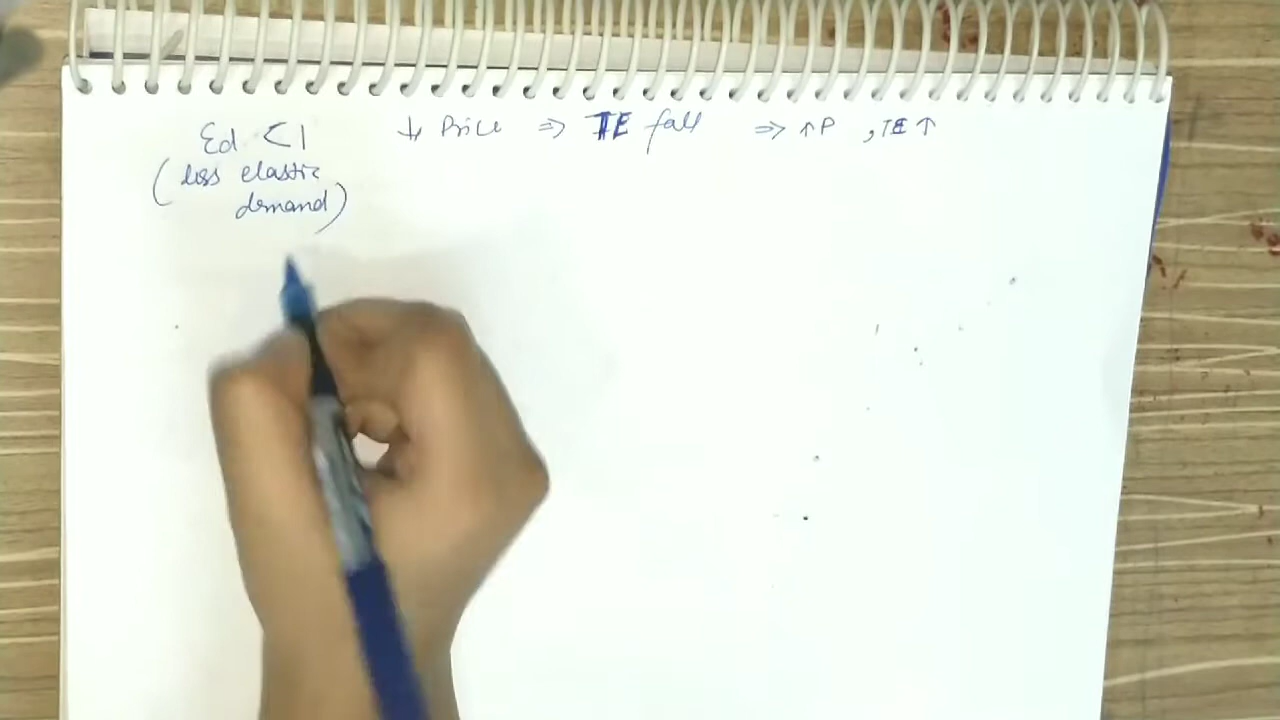 Ed < 1 ↓ Price ⇒ TE fall ⇒ ↑P , TE ↑
(less elastic
demand)